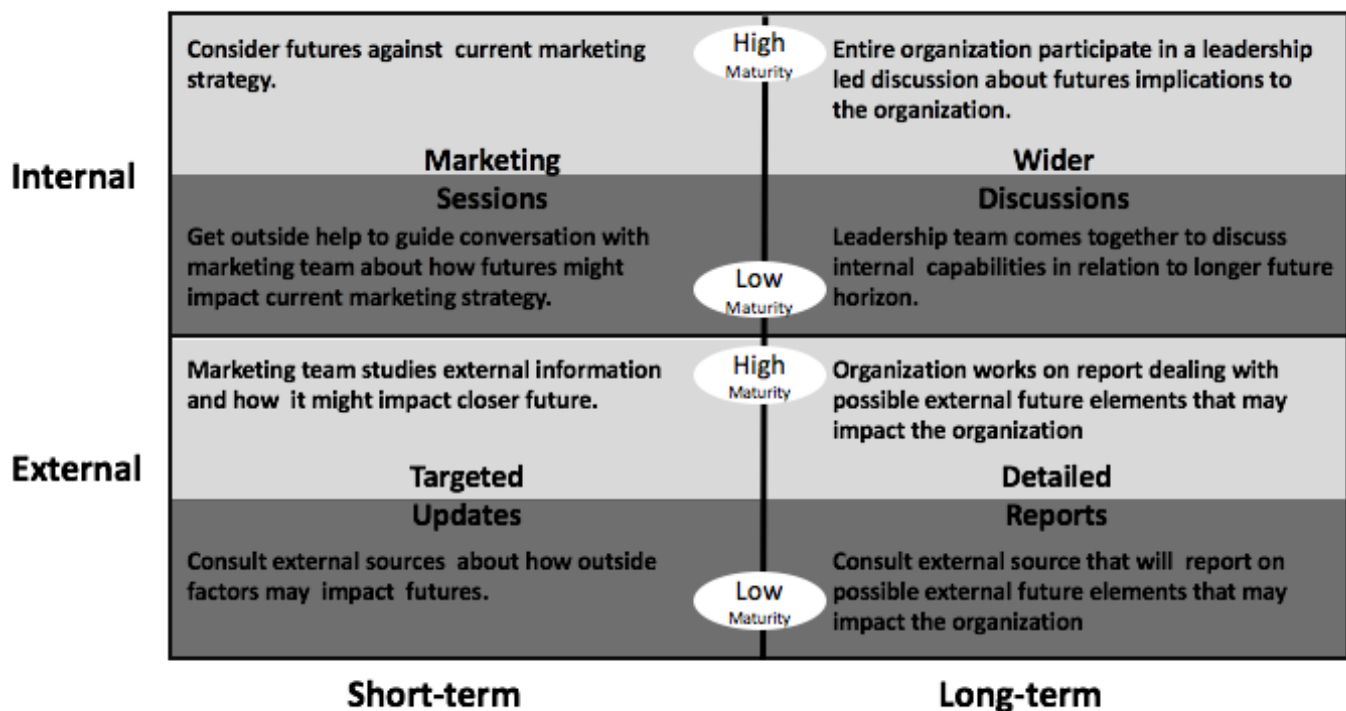 Consider futures against current marketing
strategy.
High
Maturity
Entire organization participate in a leadership
led discussion about futures implications to
the organization.
Internal
Marketing
Sessions
Wider
Discussions
Get outside help to guide conversation with
marketing team about how futures might
impact current marketing strategy.
Low
Maturity
Leadership team comes together to discuss
internal capabilities in relation to longer future
horizon.
Marketing team studies external information
and how it might impact closer future.
High
Maturity
Organization works on report dealing with
possible external future elements that may
impact the organization
External
Targeted
Updates
Detailed
Reports
Consult external sources about how outside
factors may impact futures.
Low
Maturity
Consult external source that will report on
possible external future elements that may
impact the organization
Short-term
Long-term